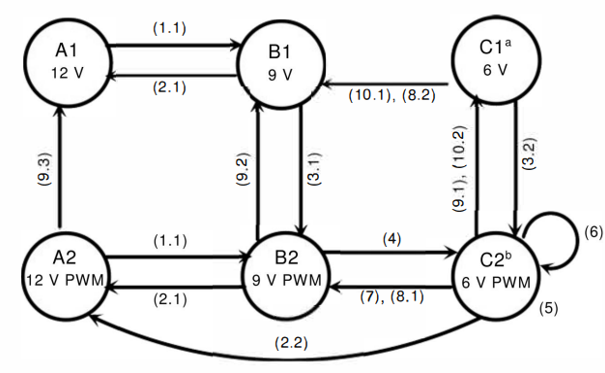 (1.1)
A1
12 V
B1
9 V
C1ᵃ
6 V
(2.1)
(10.1), (8.2)
(9.3)
(9.2)
(3.1)
(9.1), (10.2)
(3.2)
(6)
(1.1)
(4)
A2
12 V PWM
B2
9 V PWM
C2ᵇ
6 V PWM
(2.1)
(7), (8.1)
(5)
(2.2)